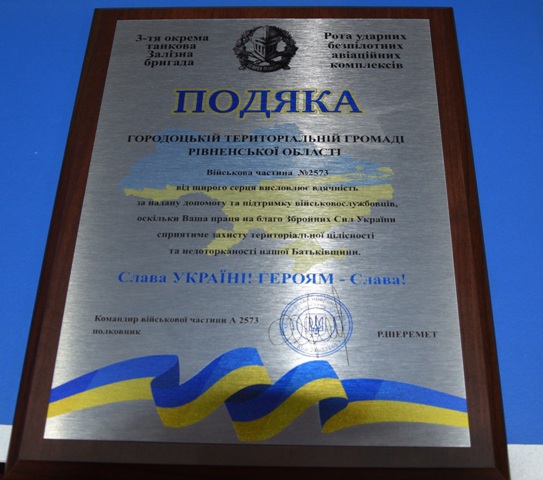 3-тя окрема
танкова
Залізна
бригада
Рота ударних
безпілотних
авіаційних
комплексів
ПОДЯКА
ГОРОДОЦЬКІЙ ТЕРИТОРІАЛЬНІЙ ГРОМАДІ
РІВНЕНСЬКОЇ ОБЛАСТІ
Військова частина №2573
від щирого серця висловлює вдячність
за надану допомогу та підтримку військовослужбовців,
оскільки Ваша праця на благо Збройних Сил України
сприятиме захисту територіальної цілісності
та недоторканості нашої Батьківщини.
Слава УКРАЇНІ! ГЕРОЯМ - Слава!
Командир військової частини А 2573
полковник
Р.ШЕРЕМЕТ